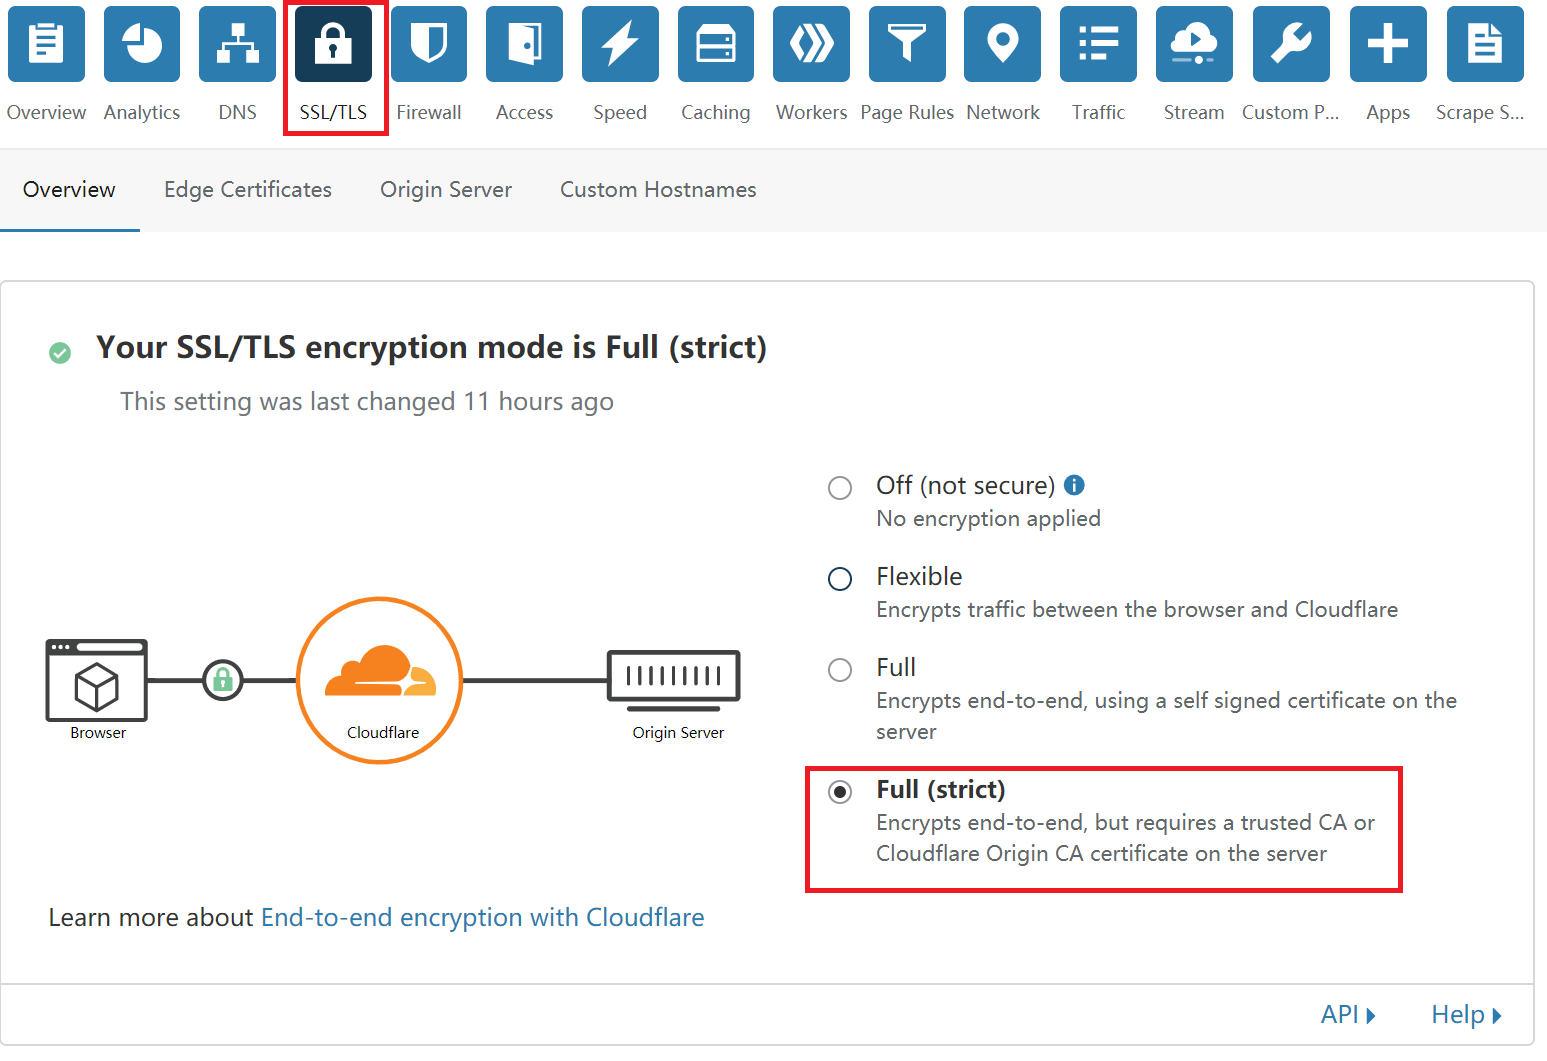 Overview Analytics DNS SSL/TLS Firewall Access Speed Caching Workers Page Rules Network Traffic Stream Custom P... Apps Scrape S...
Overview Edge Certificates Origin Server Custom Hostnames
Your SSL/TLS encryption mode is Full (strict)
This setting was last changed 11 hours ago
Off (not secure)
No encryption applied
Flexible
Encrypts traffic between the browser and Cloudflare
Full
Encrypts end-to-end, using a self signed certificate on the
server
Browser Cloudflare Origin Server
Full (strict)
Encrypts end-to-end, but requires a trusted CA or
Cloudflare Origin CA certificate on the server
Learn more about End-to-end encryption with Cloudflare
API Help